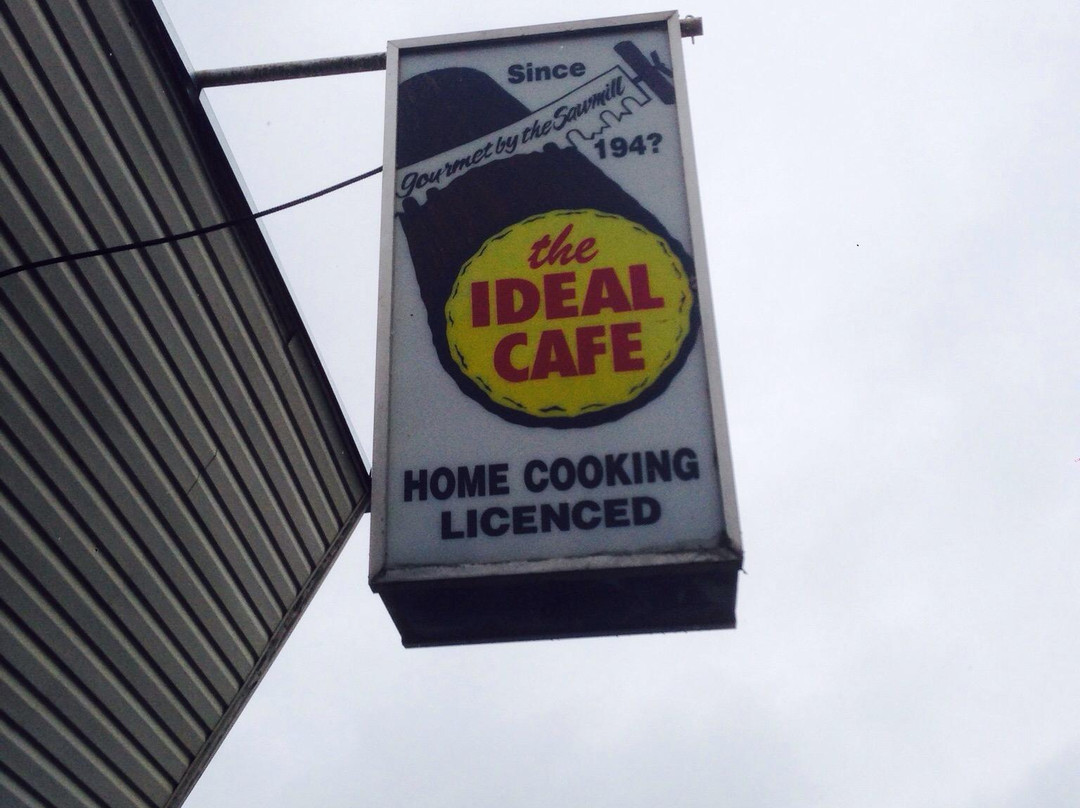 Since
Gourmet by the Sawmill
194?
the
IDEAL
CAFE
HOME COOKING
LICENCED